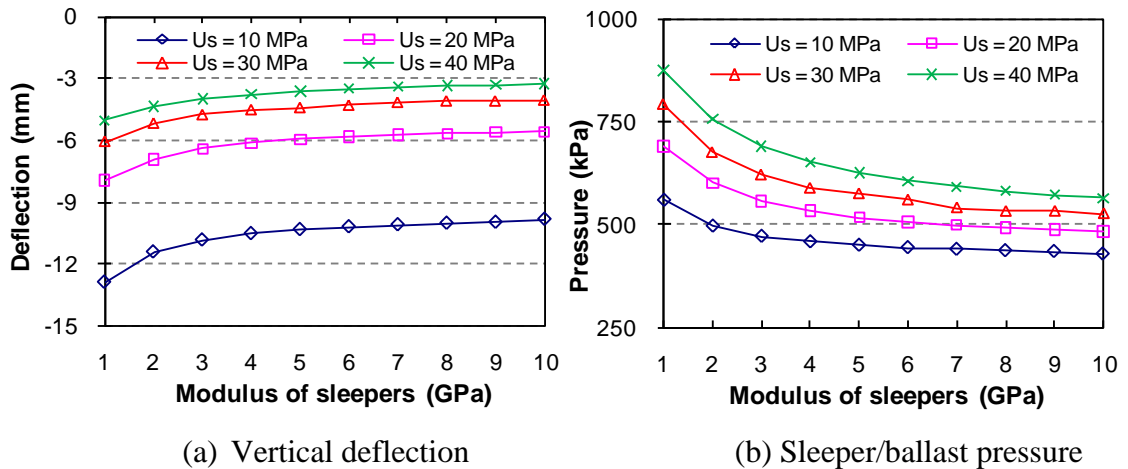 0
-3
-6
-9
-12
-15
Deflection (mm)
Us = 10 MPa
Us = 20 MPa
Us = 30 MPa
Us = 40 MPa
1 2 3 4 5 6 7 8 9 10
Modulus of sleepers (GPa)
(a) Vertical deflection
1000
750
500
250
Pressure (kPa)
Us = 10 MPa
Us = 20 MPa
Us = 30 MPa
Us = 40 MPa
1 2 3 4 5 6 7 8 9 10
Modulus of sleepers (GPa)
(b) Sleeper/ballast pressure